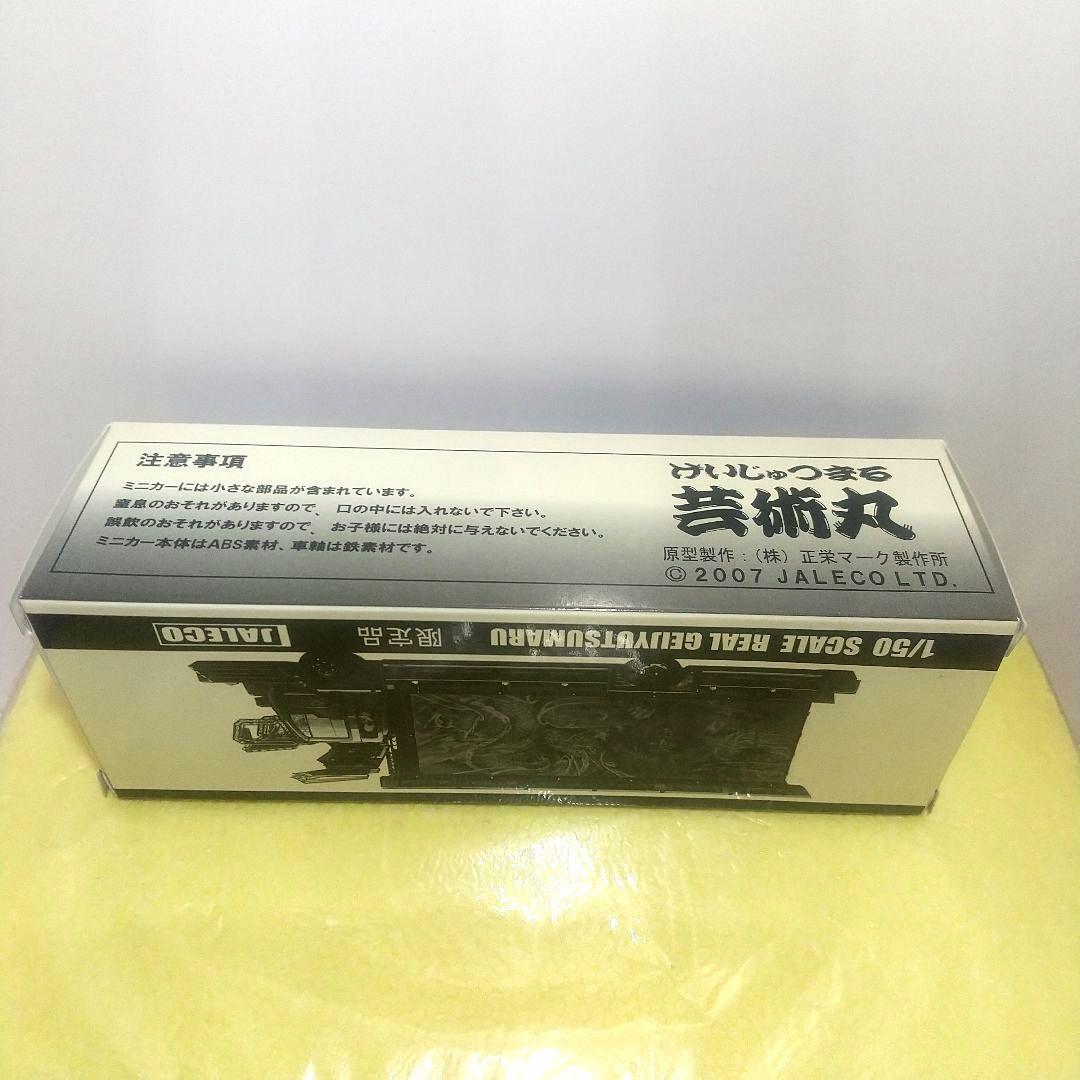 注意事項
ミニカーには小さな部品が含まれています。
窒息のおそれがありますので、口の中には入れないで下さい。
誤飲のおそれがありますので、お子様には絶対に与えないでください。
ミニカー本体はABS素材、車軸は鉄素材です。
げいじゅつまる
芸術丸
原型製作：（株）正栄マーク製作所
© 2007 JALECO LTD.
1/50 SCALE REAL GEIJYUTSUMARU 限定品 JALECO